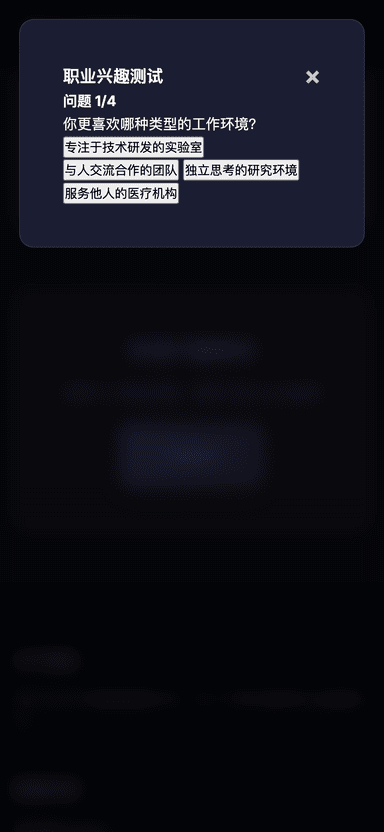 职业兴趣测试
×
问题 1/4
你更喜欢哪种类型的工作环境?
专注于技术研发的实验室
与人交流合作的团队 独立思考的研究环境
服务他人的医疗机构